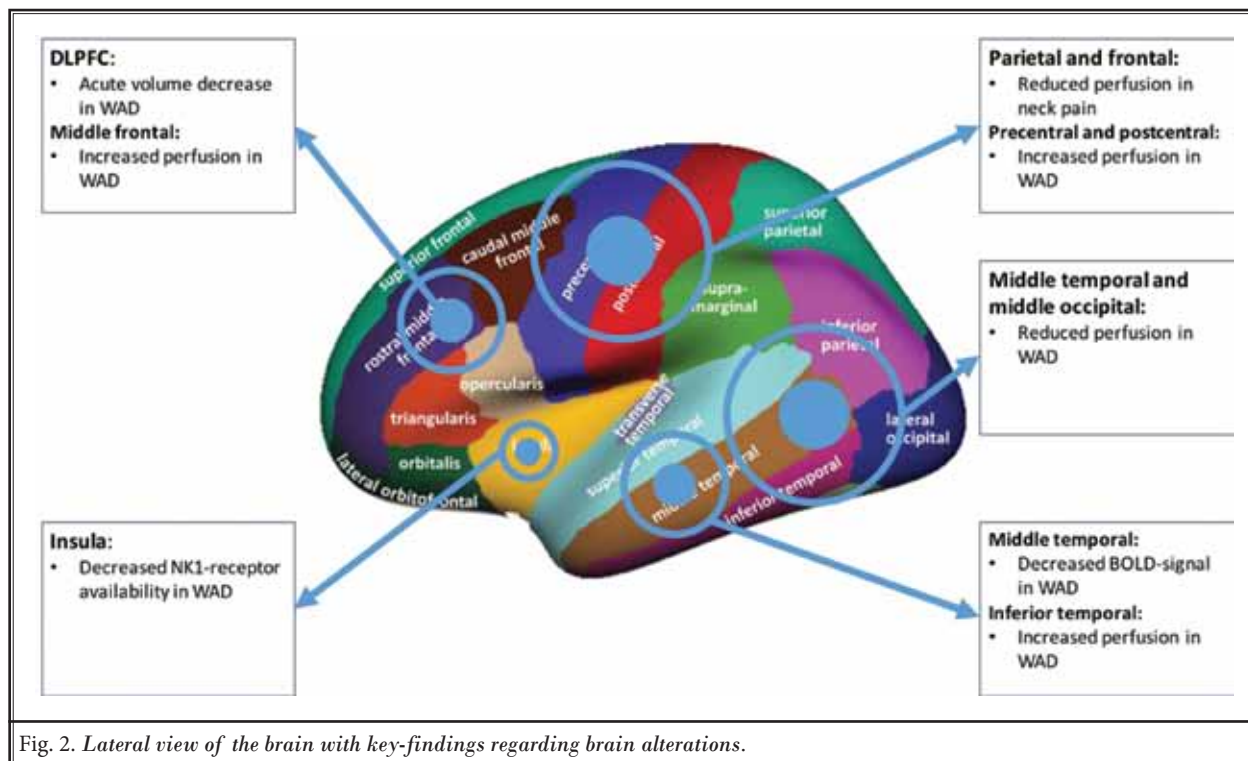 DLPFC:
• Acute volume decrease
in WAD
Middle frontal:
• Increased perfusion in
WAD
Parietal and frontal:
• Reduced perfusion in
neck pain
Precentral and postcentral:
• Increased perfusion in
WAD
Middle temporal and
middle occipital:
• Reduced perfusion in
WAD
Insula:
• Decreased NK1-receptor
availability in WAD
Middle temporal:
• Decreased BOLD-signal
in WAD
Inferior temporal:
• Increased perfusion in
WAD
superior frontal
caudal middle
frontal
rostral middle
frontal
superior
parietal
supra-
marginal
inferior
parietal
opercularis
triangularis
orbitalis
lateral orbitofrontal
transverse
temporal
superior temporal
middle temporal
inferior temporal
lateral
occipital
Fig. 2. Lateral view of the brain with key-findings regarding brain alterations.